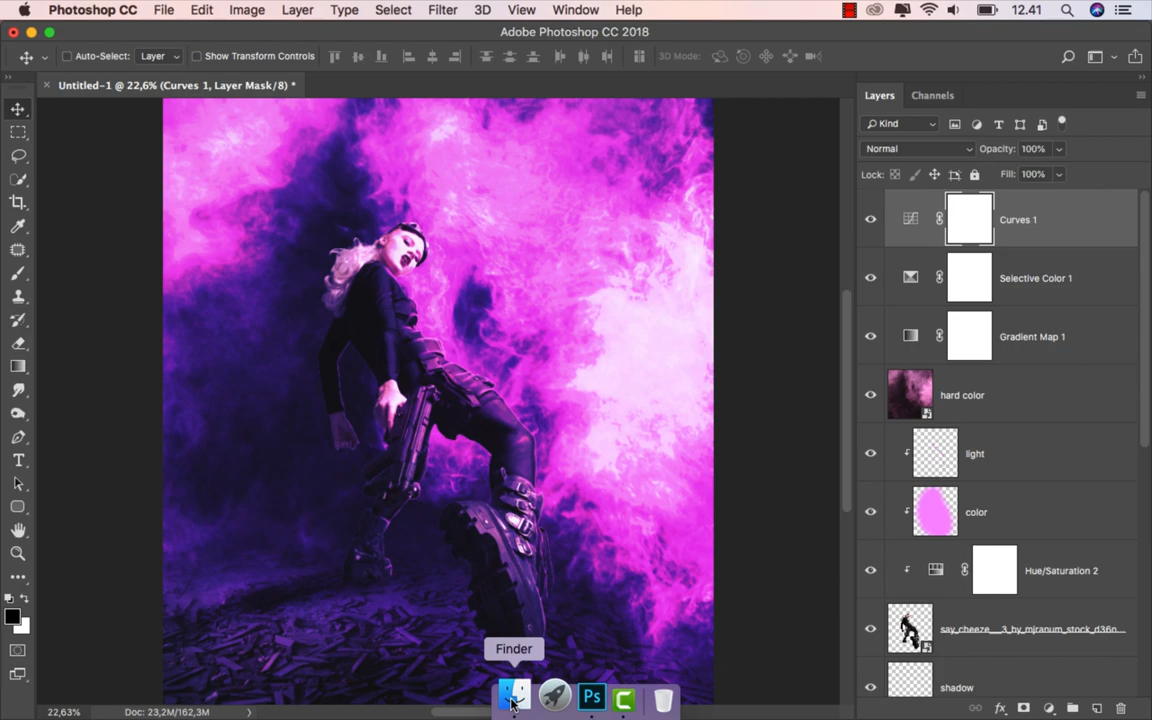 Photoshop CC File Edit Image Layer Type Select Filter 3D View Window Help 12.41
Adobe Photoshop CC 2018
Auto-Select: Layer Show Transform Controls 3D Mode:
Untitled-1 @ 22,6% (Curves 1, Layer Mask/8) *
Layers Channels
Kind
Normal Opacity: 100%
Lock: Fill: 100%
Curves 1
Selective Color 1
Gradient Map 1
hard color
light
color
Hue/Saturation 2
say_cheeze__3_by_mjranum_stock_d36n...
shadow
T
Finder
Ps
C
fx
22,63% Doc: 23,2M/162,3M